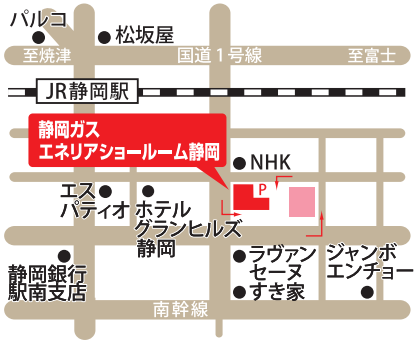 パルコ
松坂屋
至焼津
国道1号線
至富士
JR静岡駅
静岡ガス
エネリアショールーム静岡
NHK
P
エス
パティオ
ホテル
グランヒルズ
静岡
静岡銀行
駅南支店
ラヴァン
セーヌ
すき家
ジャンボ
エンチョー
南幹線